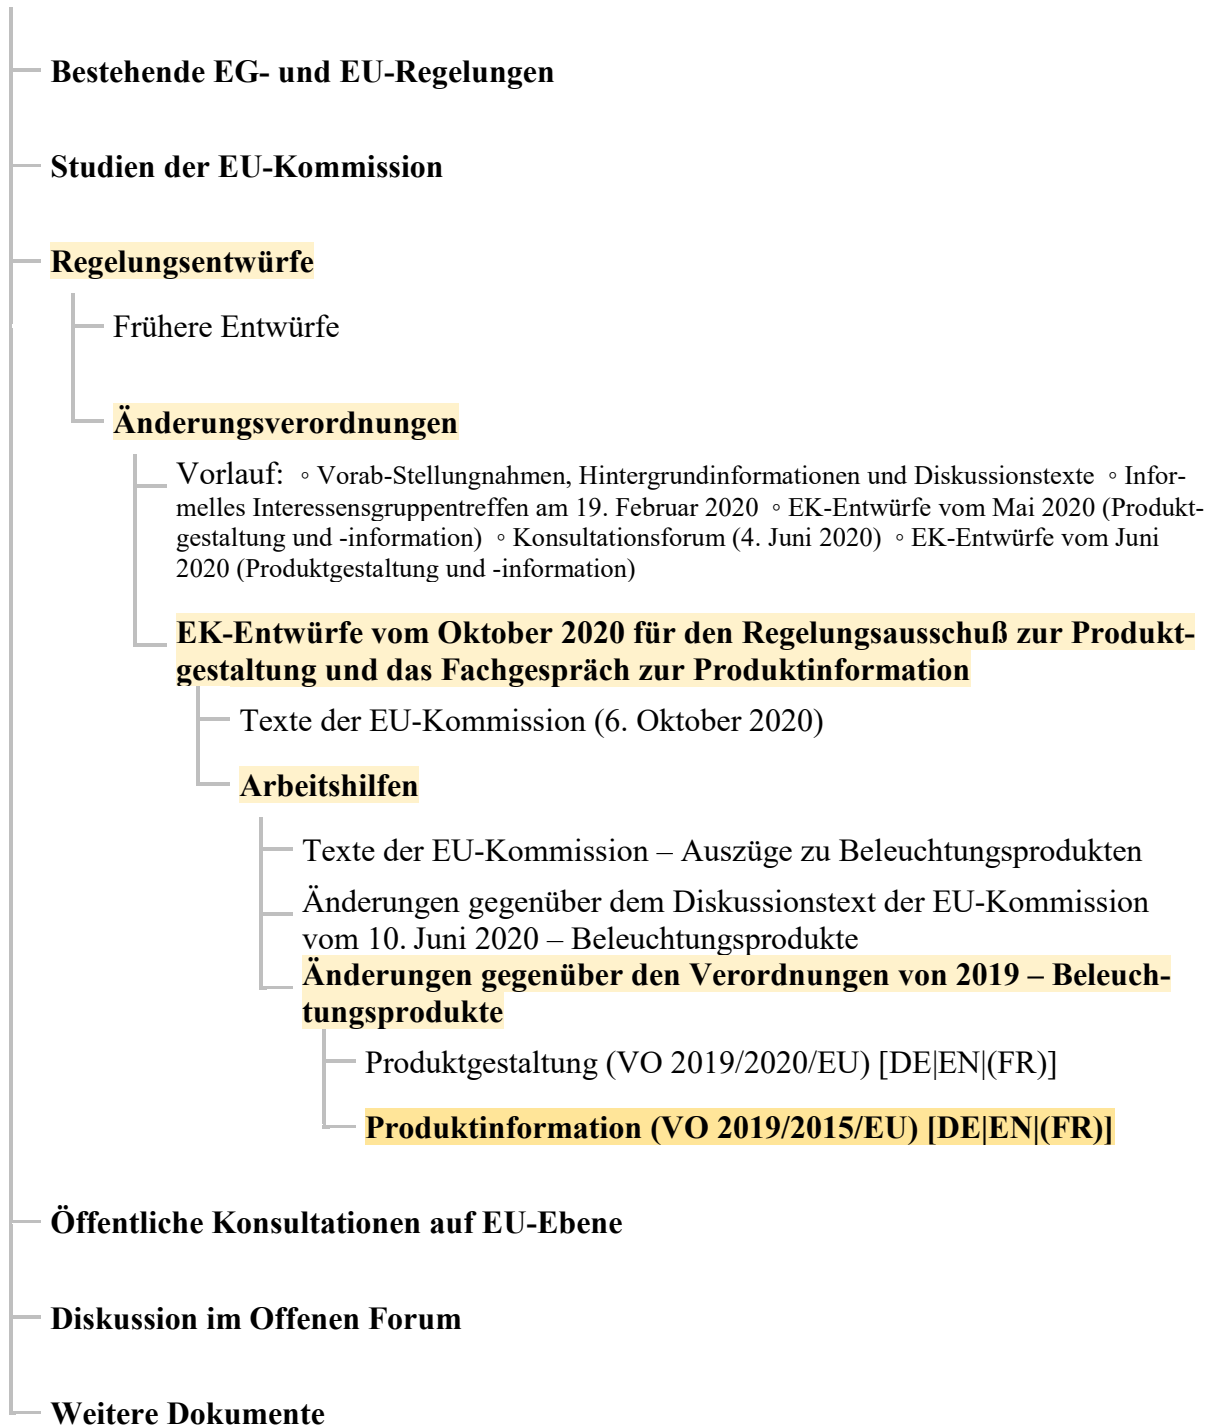 Bestehende EG- und EU-Regelungen
Studien der EU-Kommission
Regelungsentwürfe
Frühere Entwürfe
Änderungsverordnungen
Vorlauf: ◦ Vorab-Stellungnahmen, Hintergrundinformationen und Diskussionstexte ◦ Infor-
melles Interessensgruppentreffen am 19. Februar 2020 ◦ EK-Entwürfe vom Mai 2020 (Produkt-
gestaltung und -information) ◦ Konsultationsforum (4. Juni 2020) ◦ EK-Entwürfe vom Juni
2020 (Produktgestaltung und -information)
EK-Entwürfe vom Oktober 2020 für den Regelungsausschuß zur Produkt-
gestaltung und das Fachgespräch zur Produktinformation
Texte der EU-Kommission (6. Oktober 2020)
Arbeitshilfen
Texte der EU-Kommission – Auszüge zu Beleuchtungsprodukten
Änderungen gegenüber dem Diskussionstext der EU-Kommission
vom 10. Juni 2020 – Beleuchtungsprodukte
Änderungen gegenüber den Verordnungen von 2019 – Beleuch-
tungsprodukte
Produktgestaltung (VO 2019/2020/EU) [DE|EN|(FR)]
Produktinformation (VO 2019/2015/EU) [DE|EN|(FR)]
Öffentliche Konsultationen auf EU-Ebene
Diskussion im Offenen Forum
Weitere Dokumente